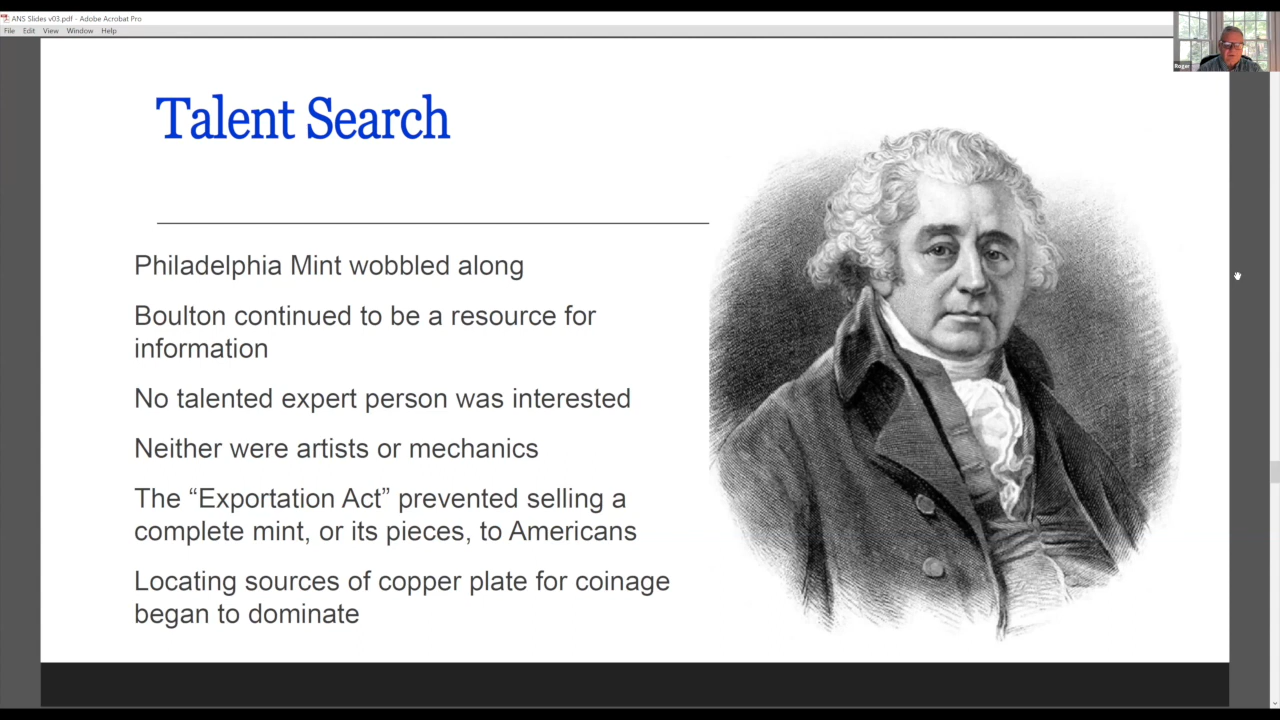 ANS Slides v03.pdf - Adobe Acrobat Pro
File Edit View Window Help
Roger
Talent Search
Philadelphia Mint wobbled along
Boulton continued to be a resource for
information
No talented expert person was interested
Neither were artists or mechanics
The “Exportation Act” prevented selling a
complete mint, or its pieces, to Americans
Locating sources of copper plate for coinage
began to dominate